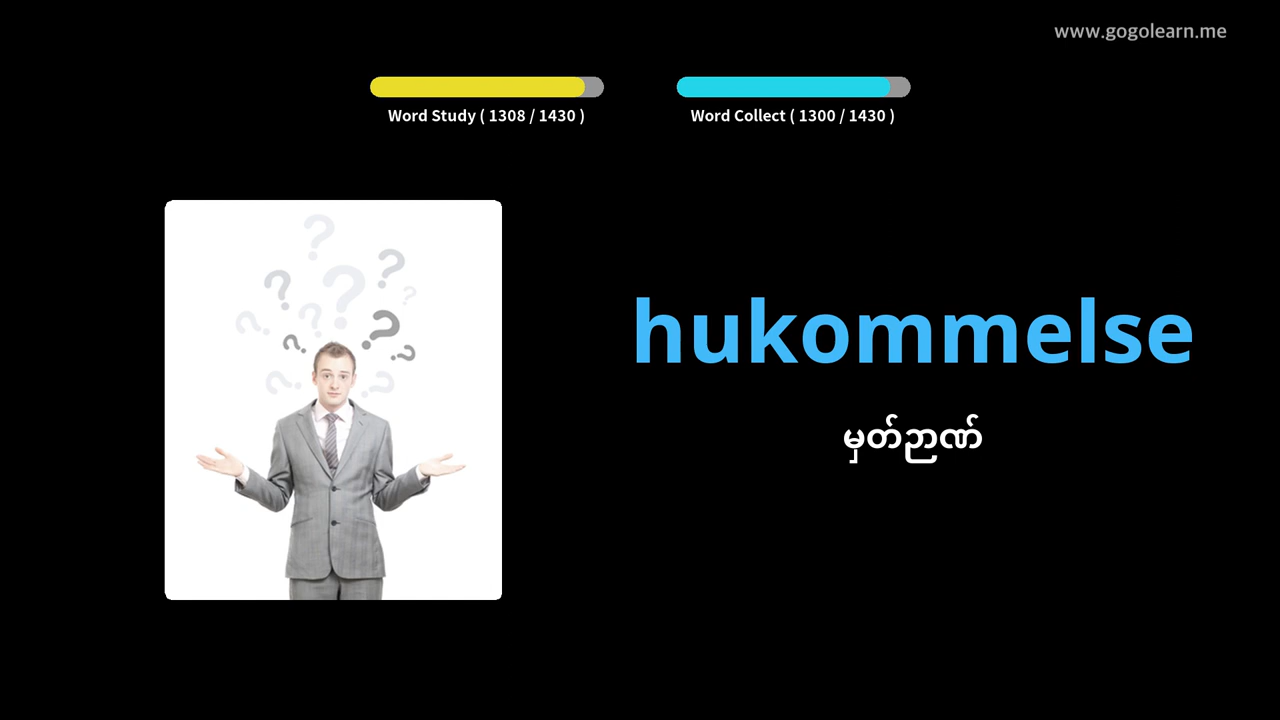 www.gogolearn.me
Word Study ( 1308 / 1430 )
Word Collect ( 1300 / 1430 )
hukommelse
မှတ်ဉာဏ်